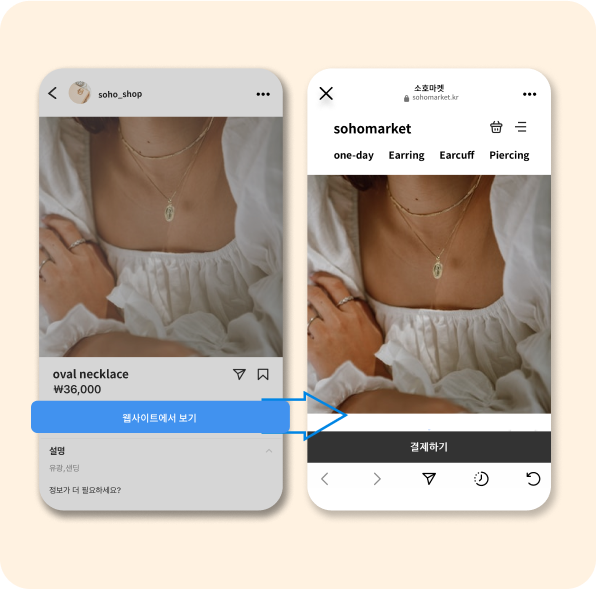 soho_shop
oval necklace
₩36,000
웹사이트에서 보기
설명
유광,샌딩
정보가 더 필요하세요?
소호마켓
sohomarket.kr
sohomarket
one-day Earring Earcuff Piercing
결제하기